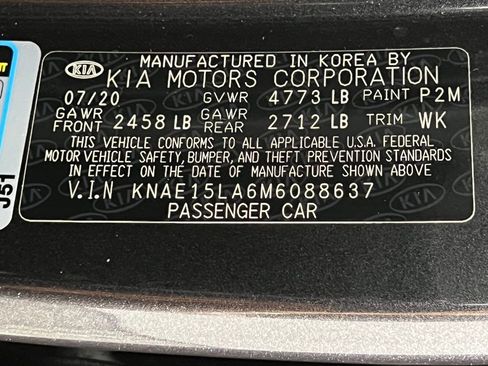 MANUFACTURED IN KOREA BY
KIA KIA MOTORS CORPORATION
07/20 GVWR 4773 LB PAINT P2M
GAWR FRONT 2458 LB GAWR REAR 2712 LB TRIM WK
THIS VEHICLE CONFORMS TO ALL APPLICABLE U.S.A. FEDERAL
MOTOR VEHICLE SAFETY, BUMPER, AND THEFT PREVENTION STANDARDS
IN EFFECT ON THE DATE OF MANUFACTURE SHOWN ABOVE
V.I.N KNAE15LA6M6088637
PASSENGER CAR
J51